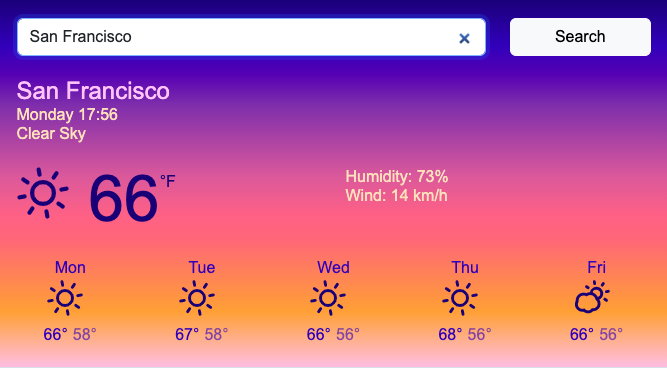 San Francisco Search
San Francisco
Monday 17:56
Clear Sky
66 °F
Humidity: 73%
Wind: 14 km/h
Mon Tue Wed Thu Fri
66° 58° 67° 58° 66° 56° 68° 56° 66° 56°